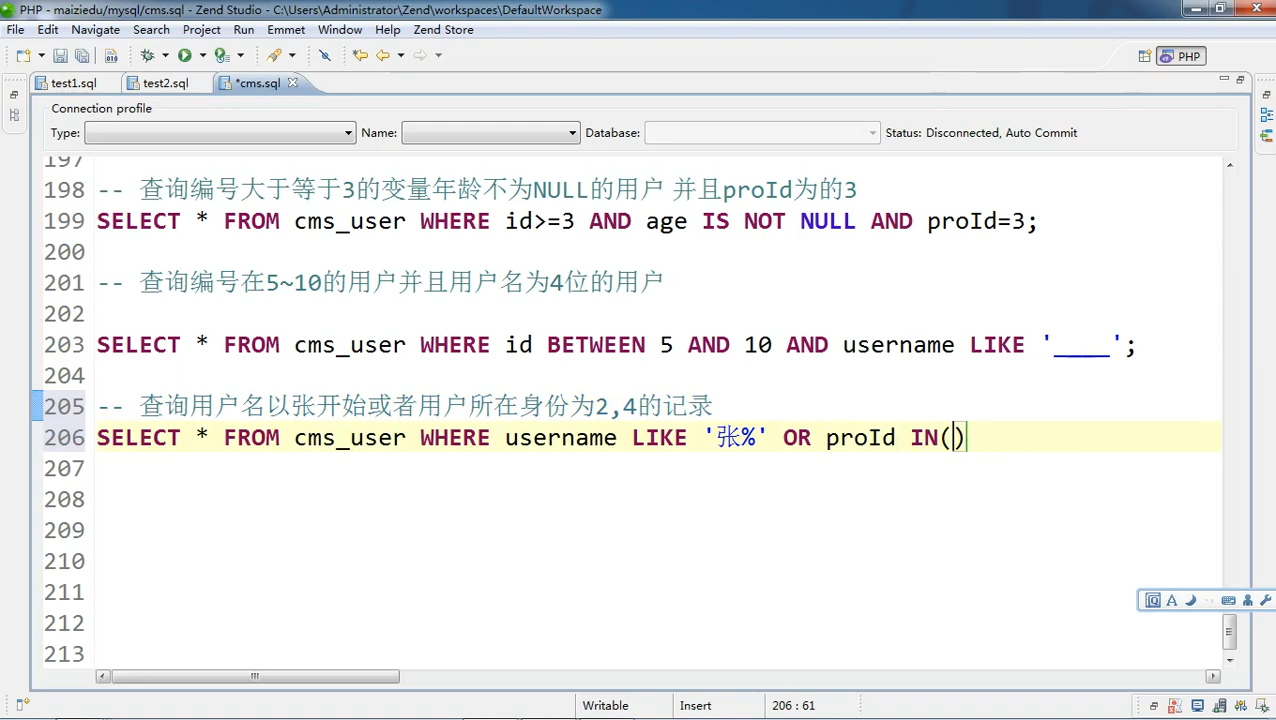 PHP - maiziedu/mysql/cms.sql - Zend Studio - C:\Users\Administrator\Zend\workspaces\DefaultWorkspace
File Edit Navigate Search Project Run Emmet Window Help Zend Store
PHP
test1.sql test2.sql *cms.sql
Connection profile
Type: Name: Database: Status: Disconnected, Auto Commit
197
198 -- 查询编号大于等于3的变量年龄不为NULL的用户 并且proId为的3
199 SELECT * FROM cms_user WHERE id>=3 AND age IS NOT NULL AND proId=3;
200
201 -- 查询编号在5~10的用户并且用户名为4位的用户
202
203 SELECT * FROM cms_user WHERE id BETWEEN 5 AND 10 AND username LIKE '____';
204
205 -- 查询用户名以张开始或者用户所在身份为2,4的记录
206 SELECT * FROM cms_user WHERE username LIKE '张%' OR proId IN()
207
208
209
210
211
212
213
Writable Insert 206 : 61